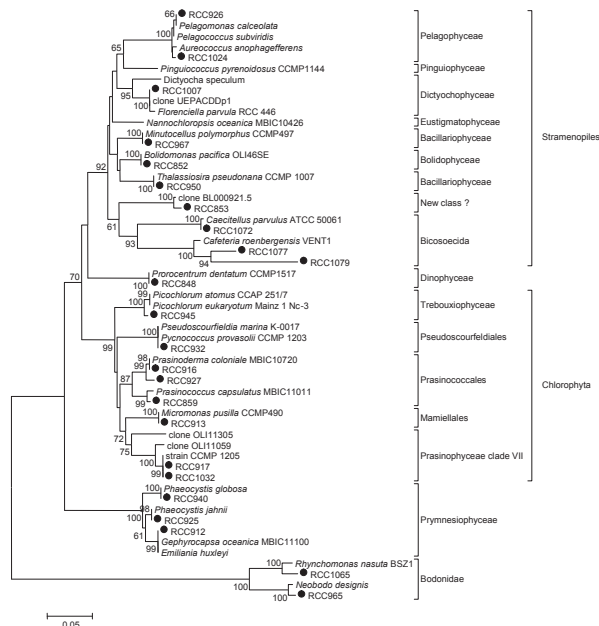 66 RCC926
Pelagomonas calceolata
100 Pelagococcus subviridis
Aureococcus anophagefferens
RCC1024
Pelagophyceae
65
Pinguiococcus pyrenoidosus CCMP1144
Pinguiophyceae
Dictyocha speculum
95 RCC1007
100 clone UEPACDDp1
Florenciella parvula RCC 446
Dictyochophyceae
Nannochloropsis oceanica MBIC10426
Eustigmatophyceae
Minutocellus polymorphus CCMP497
100 RCC967
Bacillariophyceae
Stramenopiles
Bolidomonas pacifica OLI46SE
100 RCC852
Bolidophyceae
92
Thalassiosira pseudonana CCMP 1007
100 RCC950
Bacillariophyceae
clone BL000921.5
100 RCC853
New class ?
61
Caecitellus parvulus ATCC 50061
100 RCC1072
93
Cafeteria roenbergensis VENT1
100 RCC1077
94 RCC1079
Bicosoecida
70
Porocentrum dentatum CCMP1517
100 RCC848
Dinophyceae
99 Picochlorum atomus CCAP 251/7
100 Picochlorum eukaryotum Mainz 1 Nc-3
RCC945
Trebouxiophyceae
99
Pseudoscourfieldia marina K-0017
100 Pycnococcus provasolii CCMP 1203
RCC932
Pseudoscourfeldiales
98 Prasinoderma coloniale MBIC10720
99 RCC916
87 RCC927
Prasinococcus capsulatus MBIC11011
99 RCC859
Prasinococcales
Chlorophyta
Micromonas pusilla CCMP490
100 RCC913
Mamiellales
72
clone OLI11305
75
clone OLI11059
100 strain CCMP 1205
RCC917
99 RCC1032
Prasinophyceae clade VII
100 Phaeocystis globosa
RCC940
98 Phaeocystis jahnii
100 RCC925
RCC912
61
Gephyrocapsa oceanica MBIC11100
99 Emiliania huxleyi
Prymnesiophyceae
Rhynchomonas nasuta BSZ1
100 RCC1065
100
Neobodo designis
100 RCC965
Bodonidae
0.05